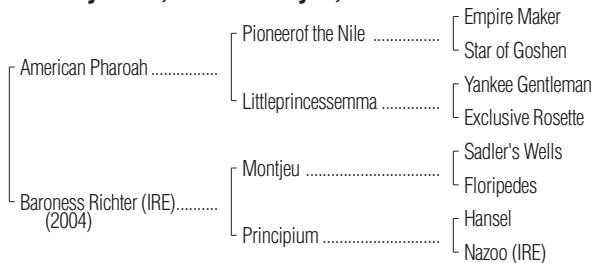 Empire Maker
Pioneerof the Nile ................
Star of Goshen
American Pharoah ................
Yankee Gentleman
Littleprincessemma ..............
Exclusive Rosette
Sadler's Wells
Montjeu ................................
Floripedes
Baroness Richter (IRE)..........
(2004)
Hansel
Principium .............................
Nazoo (IRE)